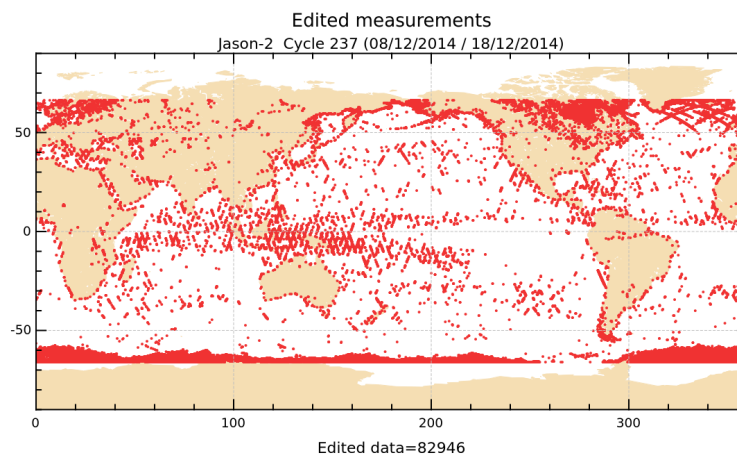 Edited measurements
Jason-2 Cycle 237 (08/12/2014 / 18/12/2014)
50
0
-50
0 100 200 300
Edited data=82946